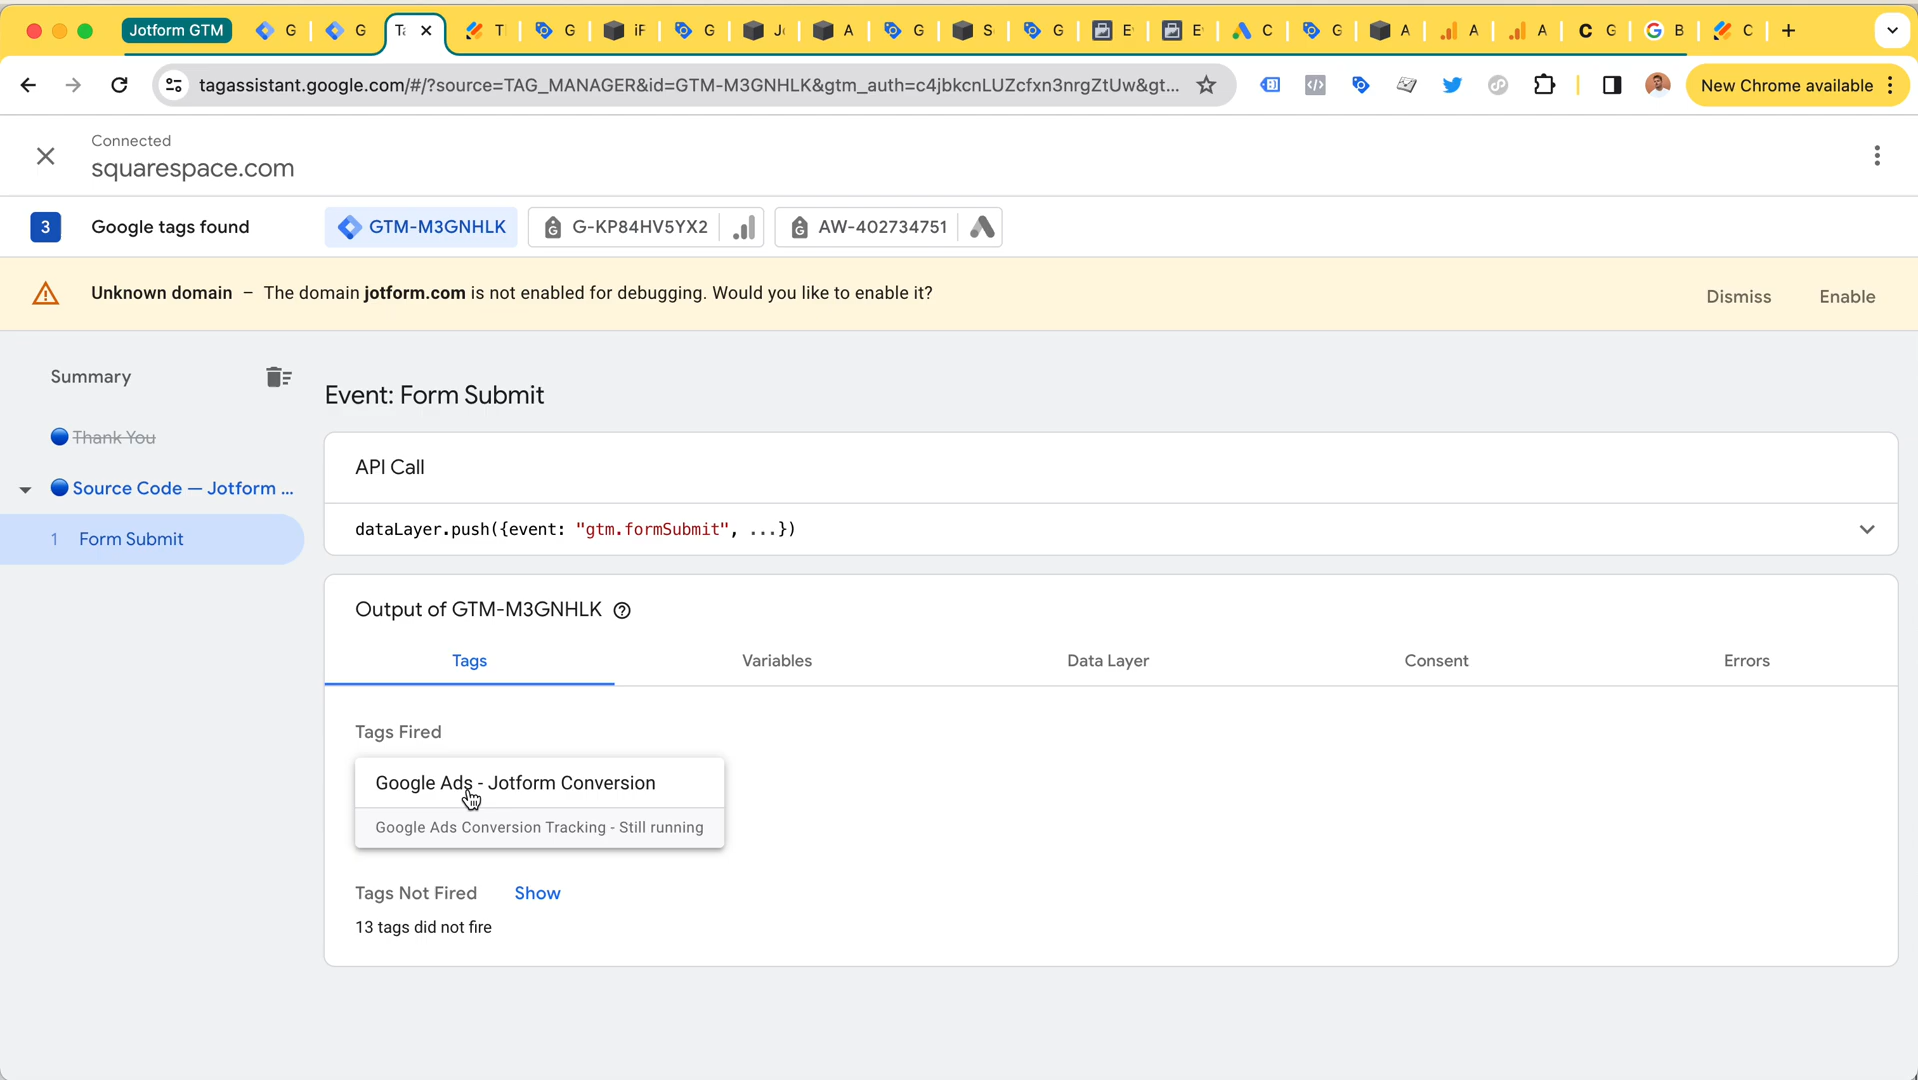 Jotform GTM G G Ta T G iF G Jo A G S G E E C G A A A C G B C
tagassistant.google.com/#/?source=TAG_MANAGER&id=GTM-M3GNHLK&gtm_auth=c4jbkcnLUZcfxn3nrgZtUw&gt... New Chrome available
Connected
squarespace.com
3 Google tags found GTM-M3GNHLK G-KP84HV5YX2 AW-402734751
Unknown domain – The domain jotform.com is not enabled for debugging. Would you like to enable it? Dismiss Enable
Summary
Thank You
Source Code — Jotform ...
1 Form Submit
Event: Form Submit
API Call
dataLayer.push({event: "gtm.formSubmit", ...})
Output of GTM-M3GNHLK
Tags Variables Data Layer Consent Errors
Tags Fired
Google Ads - Jotform Conversion
Google Ads Conversion Tracking - Still running
Tags Not Fired Show
13 tags did not fire